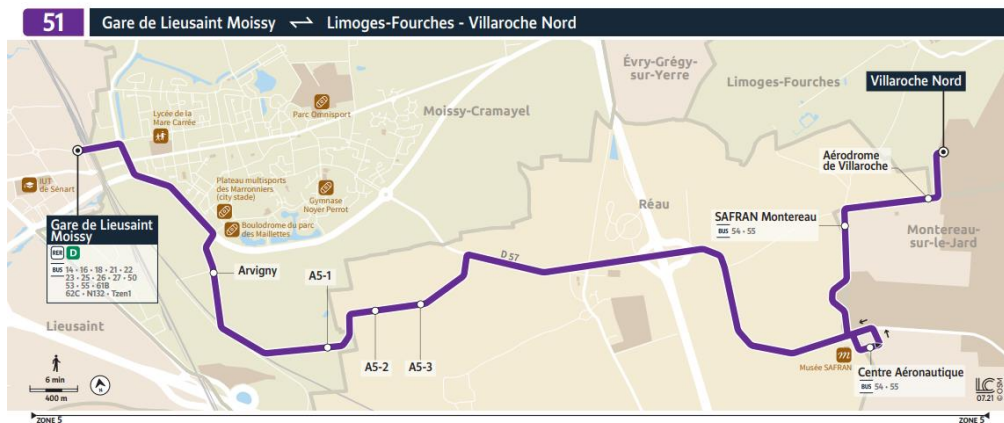 51 Gare de Lieusaint Moissy ⇌ Limoges-Fourches - Villaroche Nord
Évry-Grégy-
sur-Yerre
Limoges-Fourches
Villaroche Nord
Lycée de la
Mare Carrée
Parc Omnisport
Moissy-Cramayel
IUT
de Sénart
Plateau multisports
des Marronniers
(city stade)
Gymnase
Noyer Perrot
Boulodrome du parc
des Maillettes
Aérodrome
de Villaroche
Réau
SAFRAN Montereau
BUS 54 • 55
Montereau-
sur-le-Jard
Gare de Lieusaint
Moissy
RER D
BUS 14 • 16 • 18 • 21 • 22
23 • 25 • 26 • 27 • 50
53 • 55 • 61B
62C • N132 • Tzen1
Arvigny
A5-1
D 57
Lieusaint
A5-2
A5-3
Musée SAFRAN
Centre Aéronautique
BUS 54 • 55
6 min
400 m
N
LC
07.21
© OSM
ZONE 5
ZONE 5